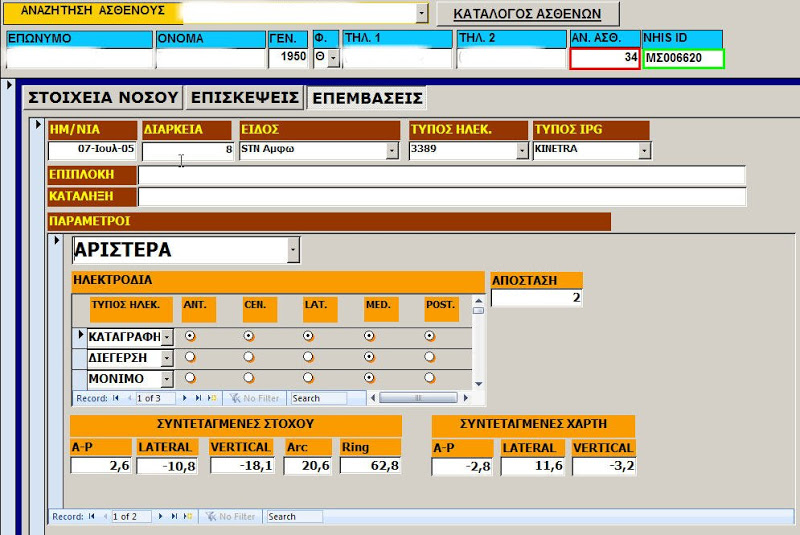 ΑΝΑΖΗΤΗΣΗ ΑΣΘΕΝΟΥΣ ΚΑΤΑΛΟΓΟΣ ΑΣΘΕΝΩΝ
ΕΠΩΝΥΜΟ ΟΝΟΜΑ ΓΕΝ. Φ. ΤΗΛ. 1 ΤΗΛ. 2 ΑΝ. ΑΣΘ. NHIS ID
1950 Θ 34 ΜΣ006620
ΣΤΟΙΧΕΙΑ ΝΟΣΟΥ ΕΠΙΣΚΕΨΕΙΣ ΕΠΕΜΒΑΣΕΙΣ
ΗΜ/ΝΙΑ ΔΙΑΡΚΕΙΑ ΕΙΔΟΣ ΤΥΠΟΣ ΗΛΕΚ. ΤΥΠΟΣ IPG
07-Ιουλ-05 8 STN Αμφω 3389 KINETRA
ΕΠΙΠΛΟΚΗ
ΚΑΤΑΛΗΞΗ
ΠΑΡΑΜΕΤΡΟΙ
ΑΡΙΣΤΕΡΑ
ΗΛΕΚΤΡΟΔΙΑ ΑΠΟΣΤΑΣΗ
2
ΤΥΠΟΣ ΗΛΕΚ. ANT. CEN. LAT. MED. POST.
ΚΑΤΑΓΡΑΦΗ
ΔΙΕΓΕΡΣΗ
ΜΟΝΙΜΟ
Record: 1 of 3 No Filter Search
ΣΥΝΤΕΤΑΓΜΕΝΕΣ ΣΤΟΧΟΥ ΣΥΝΤΕΤΑΓΜΕΝΕΣ ΧΑΡΤΗ
A-P LATERAL VERTICAL Arc Ring A-P LATERAL VERTICAL
2,6 -10,8 -18,1 20,6 62,8 -2,8 11,6 -3,2
Record: 1 of 2 No Filter Search